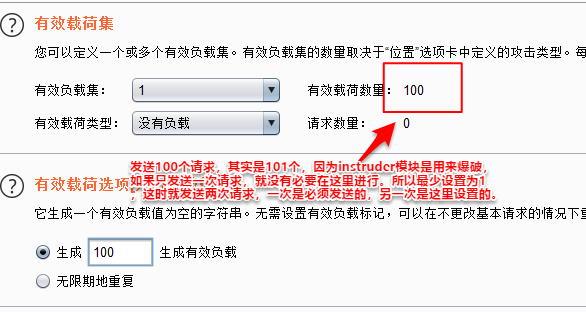 有效载荷集
您可以定义一个或多个有效负载集。有效负载集的数量取决于“位置”选项卡中定义的攻击类型。每
有效负载集： 1 有效载荷数量： 100
有效载荷类型： 没有负载 请求数量： 0
发送100个请求，其实是101个，因为instruder模块是用来爆破，
如果只发送一次请求，就没有必要在这里进行。所以最少设置为1
，这时就发送两次请求，一次是必须发送的，另一次是这里设置的。
有效载荷选项
它生成一个有效负载值为空的字符串。无需设置有效负载标记，可以在不更改基本请求的情况下重
生成 100 生成有效负载
无限期地重复